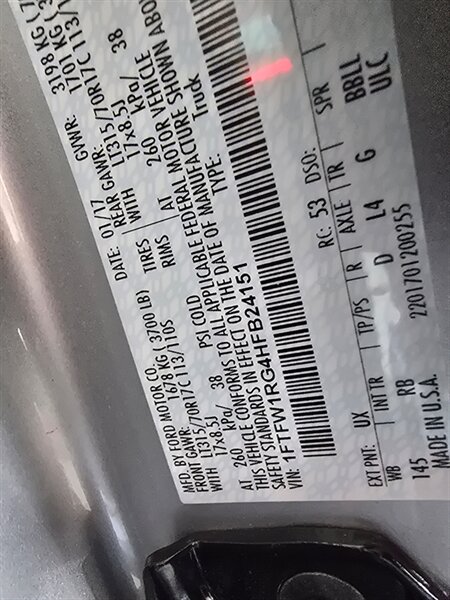 MFD. BY FORD MOTOR CO. DATE: 01/17 GVWR: 3198 KG
FRONT GAWR: 1678 KG ( 3700 LB) REAR GAWR: 1701 KG
LT315/70R17C 113/110S TIRES LT315/70R17C 113/
WITH 17x8.5J RIMS WITH 17x8.5J
AT 260 kPa/ 38 PSI COLD AT 260 kPa/ 38
THIS VEHICLE CONFORMS TO ALL APPLICABLE FEDERAL MOTOR VEHICLE
SAFETY STANDARDS IN EFFECT ON THE DATE OF MANUFACTURE SHOWN ABO
VIN: 1FTFW1RG4HFB24151 TYPE: Truck
EXT PNT: UX RC: 53 DSO:
WB INT TR TP/PS R AXLE TR SPR
145 RB D L4 G BBLL
MADE IN U.S.A. 2201701200255 ULC